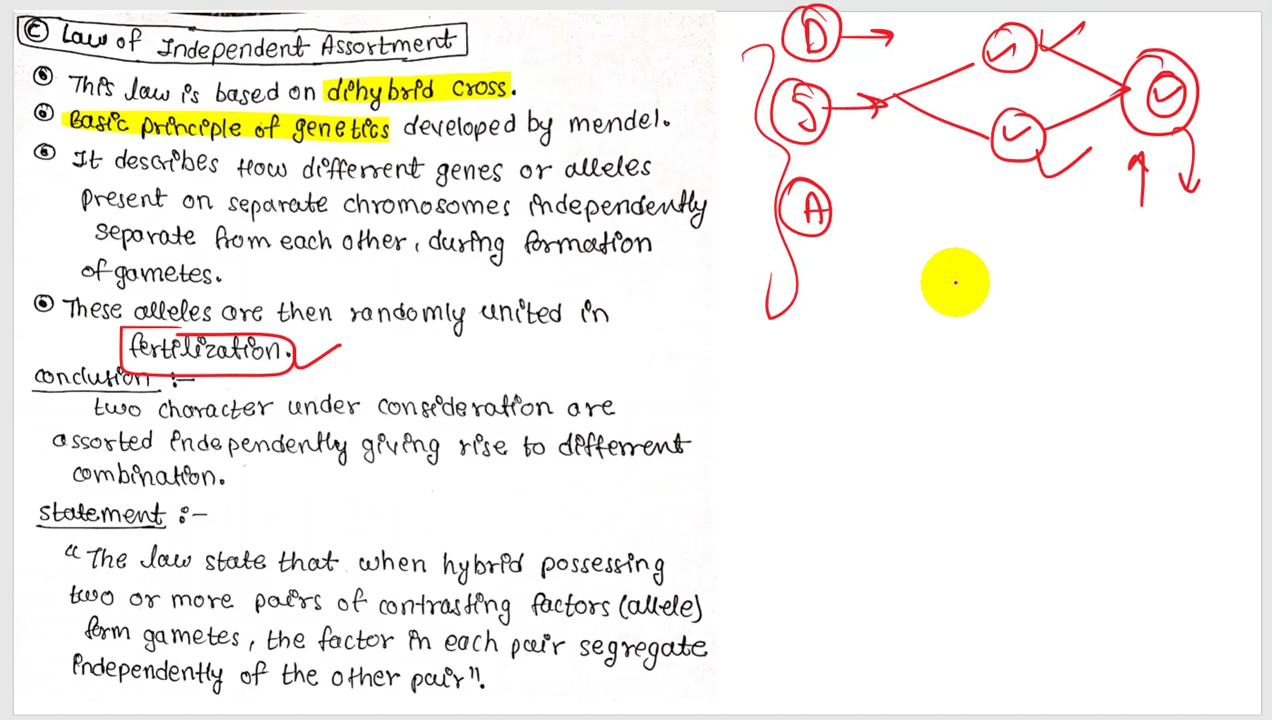 C Law of Independent Assortment
This law is based on dihybrid cross.
Basic principle of genetics developed by mendel.
It describes How different genes or alleles
present on separate chromosomes independently
separate from each other, during formation
of gametes.
These alleles are then randomly united in
fertilization.
conclusion :-
two character under consideration are
assorted independently giving rise to different
combination.
statement :-
"The law state that when hybrid possessing
two or more pairs of contrasting factors (allele)
form gametes, the factor in each pair segregate
independently of the other pair".
D
S
A